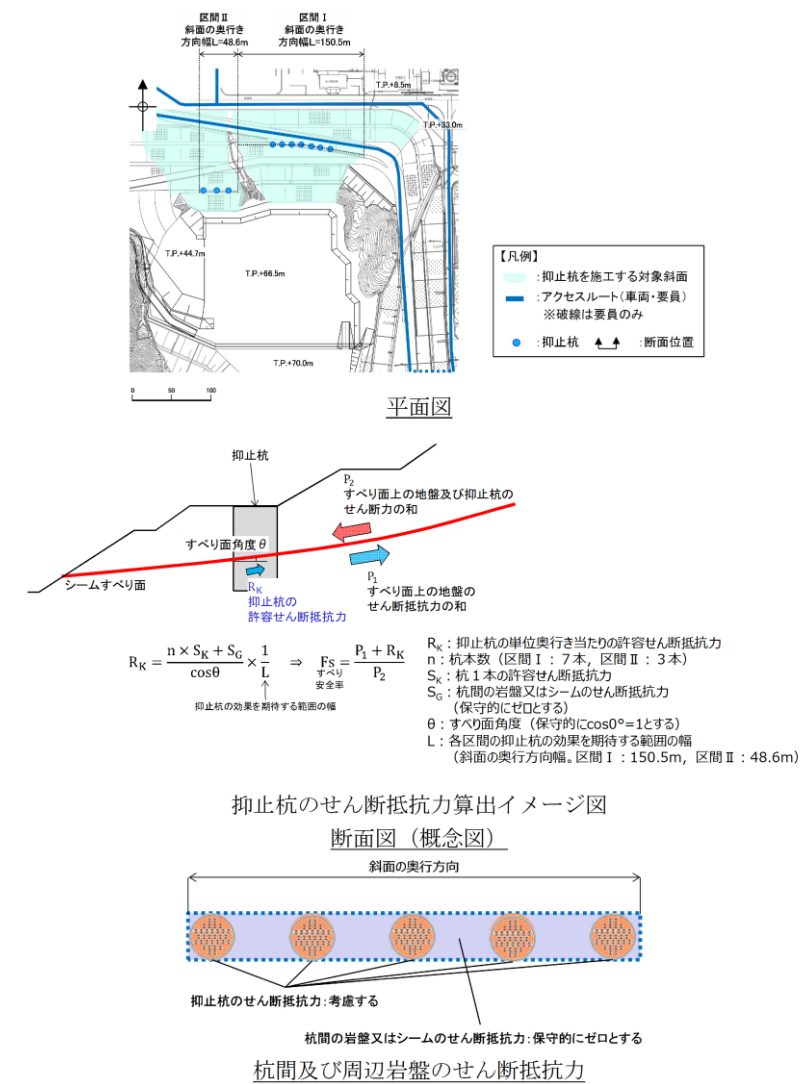 区間Ⅱ
斜面の奥行き
方向幅L=48.6m
区間Ⅰ
斜面の奥行き
方向幅L=150.5m
T.P.+8.5m
T.P.+33.0m
T.P.+44.7m
T.P.+66.5m
T.P.+70.0m
0 50 100
【凡例】
:抑止杭を施工する対象斜面
:アクセスルート(車両・要員)
※破線は要員のみ
:抑止杭
:断面位置
平面図
抑止杭
P₂
すべり面上の地盤及び抑止杭の
せん断力の和
すべり面角度θ
シームすべり面
R_K
抑止杭の
許容せん断抵抗力
P₁
すべり面上の地盤の
せん断抵抗力の和
R_K = (n × S_K + S_G)/cosθ × 1/L ⇒ Fs = (P₁ + R_K)/P₂
すべり
安全率
抑止杭の効果を期待する範囲の幅
R_K:抑止杭の単位奥行き当たりの許容せん断抵抗力
n:杭本数(区間Ⅰ:7本,区間Ⅱ:3本)
S_K:杭1本の許容せん断抵抗力
S_G:杭間の岩盤又はシームのせん断抵抗力
(保守的にゼロとする)
θ:すべり面角度(保守的にcos0°=1とする)
L:各区間の抑止杭の効果を期待する範囲の幅
(斜面の奥行方向幅。区間Ⅰ:150.5m,区間Ⅱ:48.6m)
抑止杭のせん断抵抗力算出イメージ図
断面図(概念図)
斜面の奥行方向
抑止杭のせん断抵抗力:考慮する
杭間の岩盤又はシームのせん断抵抗力:保守的にゼロとする
杭間及び周辺岩盤のせん断抵抗力